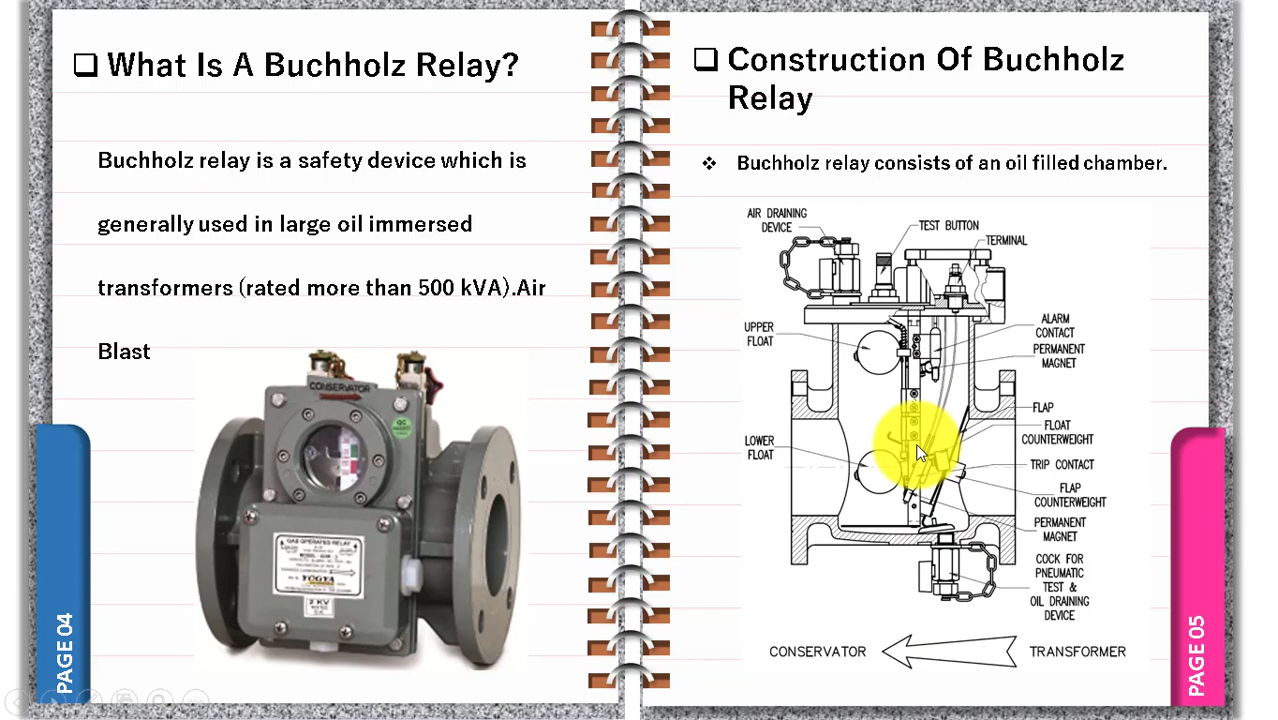 ❑ What Is A Buchholz Relay?
Buchholz relay is a safety device which is
generally used in large oil immersed
transformers (rated more than 500 kVA).Air
Blast
CONSERVATOR
GAS OPERATED RELAY
YOGYA
2 KV
PAGE 04
❑ Construction Of Buchholz
Relay
❖ Buchholz relay consists of an oil filled chamber.
AIR DRAINING
DEVICE
TEST BUTTON
TERMINAL
UPPER
FLOAT
ALARM
CONTACT
PERMANENT
MAGNET
FLAP
FLOAT
COUNTERWEIGHT
LOWER
FLOAT
TRIP CONTACT
FLAP
COUNTERWEIGHT
PERMANENT
MAGNET
COCK FOR
PNEUMATIC
TEST &
OIL DRAINING
DEVICE
CONSERVATOR
TRANSFORMER
PAGE 05